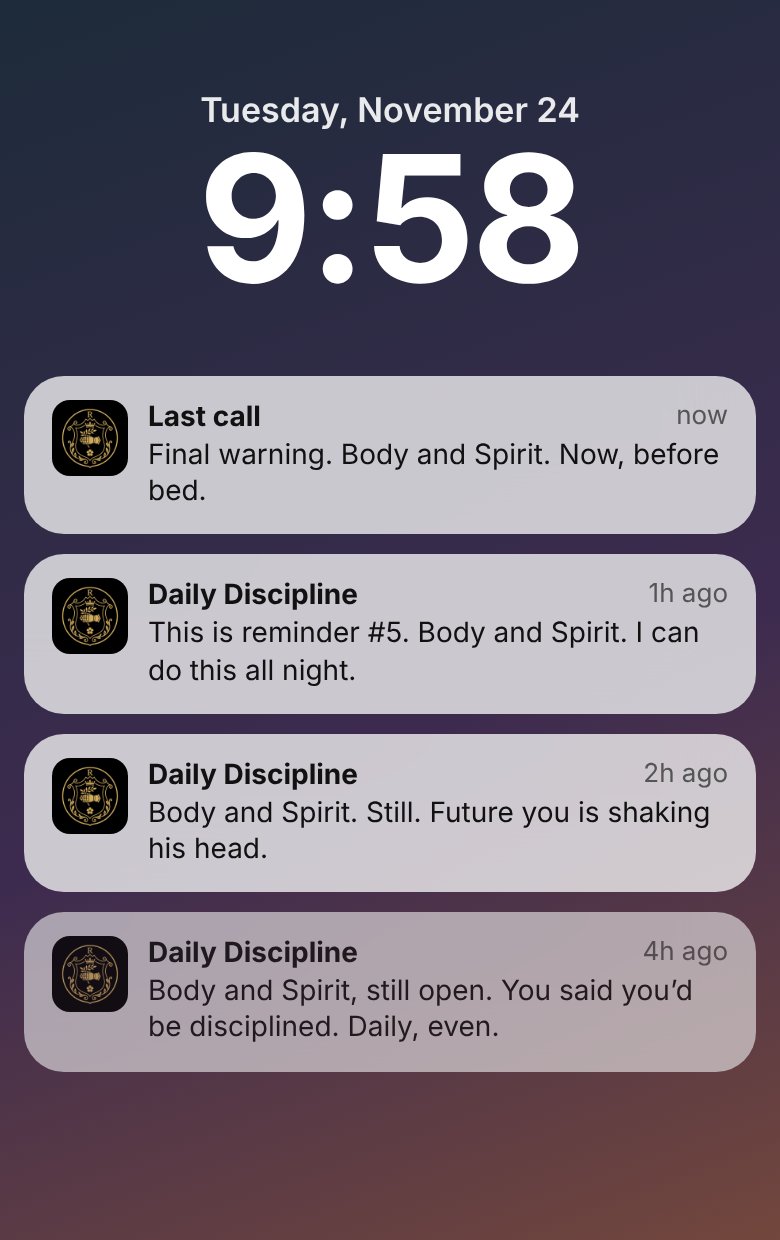 Tuesday, November 24
9:58
Last call
now
Final warning. Body and Spirit. Now, before
bed.
Daily Discipline
1h ago
This is reminder #5. Body and Spirit. I can
do this all night.
Daily Discipline
2h ago
Body and Spirit. Still. Future you is shaking
his head.
Daily Discipline
4h ago
Body and Spirit, still open. You said you’d
be disciplined. Daily, even.